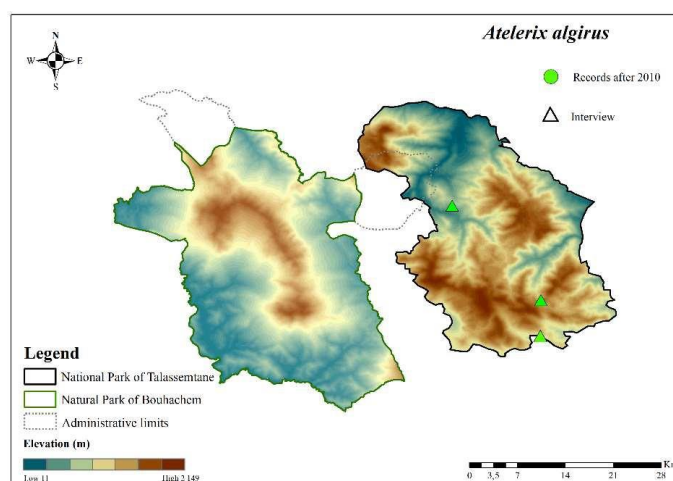 Atelerix algirus
N
W E
S
Records after 2010
Interview
Legend
National Park of Talassemtane
Natural Park of Bouhachem
Administrative limits
Elevation (m)
Low 11 High 2 149
Km
0 3,5 7 14 21 28